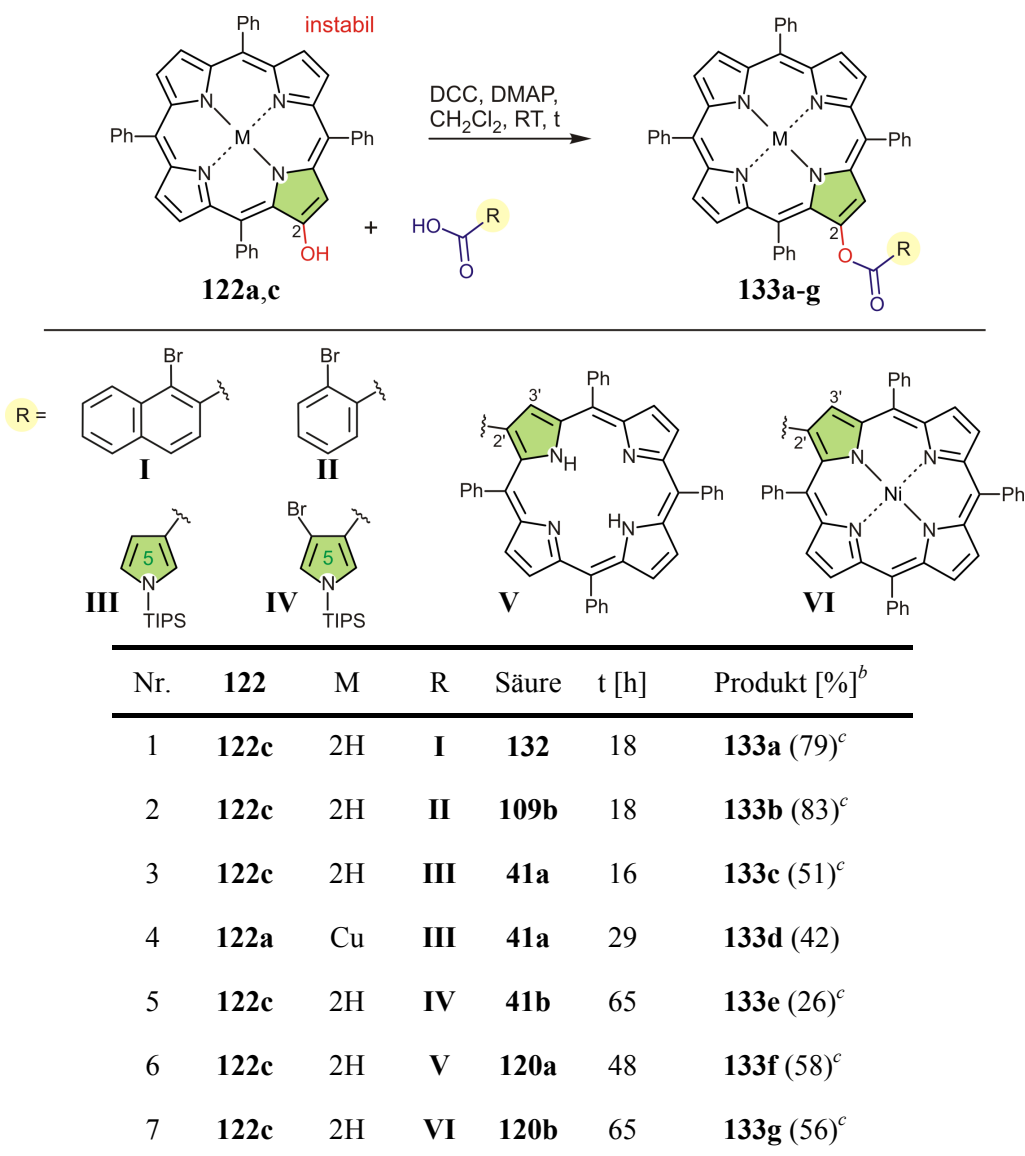 Ph
instabil
Ph
N
N
DCC, DMAP,
CH₂Cl₂, RT, t
N
N
Ph
M
Ph
Ph
M
Ph
N
N
N
N
2
+
HO
R
2
Ph
OH
O
Ph
O
R
O
122a,c
133a-g
R =
Br
I
Br
II
3'
Ph
2'
NH
N
Ph
Ph
N
H
N
Ph
V
3'
Ph
2'
N
N
Ph
Ni
Ph
N
N
Ph
VI
5
N
III
TIPS
Br
5
N
IV
TIPS
Nr. 122 M R Säure t [h] Produkt [%]ᵇ
1 122c 2H I 132 18 133a (79)ᶜ
2 122c 2H II 109b 18 133b (83)ᶜ
3 122c 2H III 41a 16 133c (51)ᶜ
4 122a Cu III 41a 29 133d (42)
5 122c 2H IV 41b 65 133e (26)ᶜ
6 122c 2H V 120a 48 133f (58)ᶜ
7 122c 2H VI 120b 65 133g (56)ᶜ